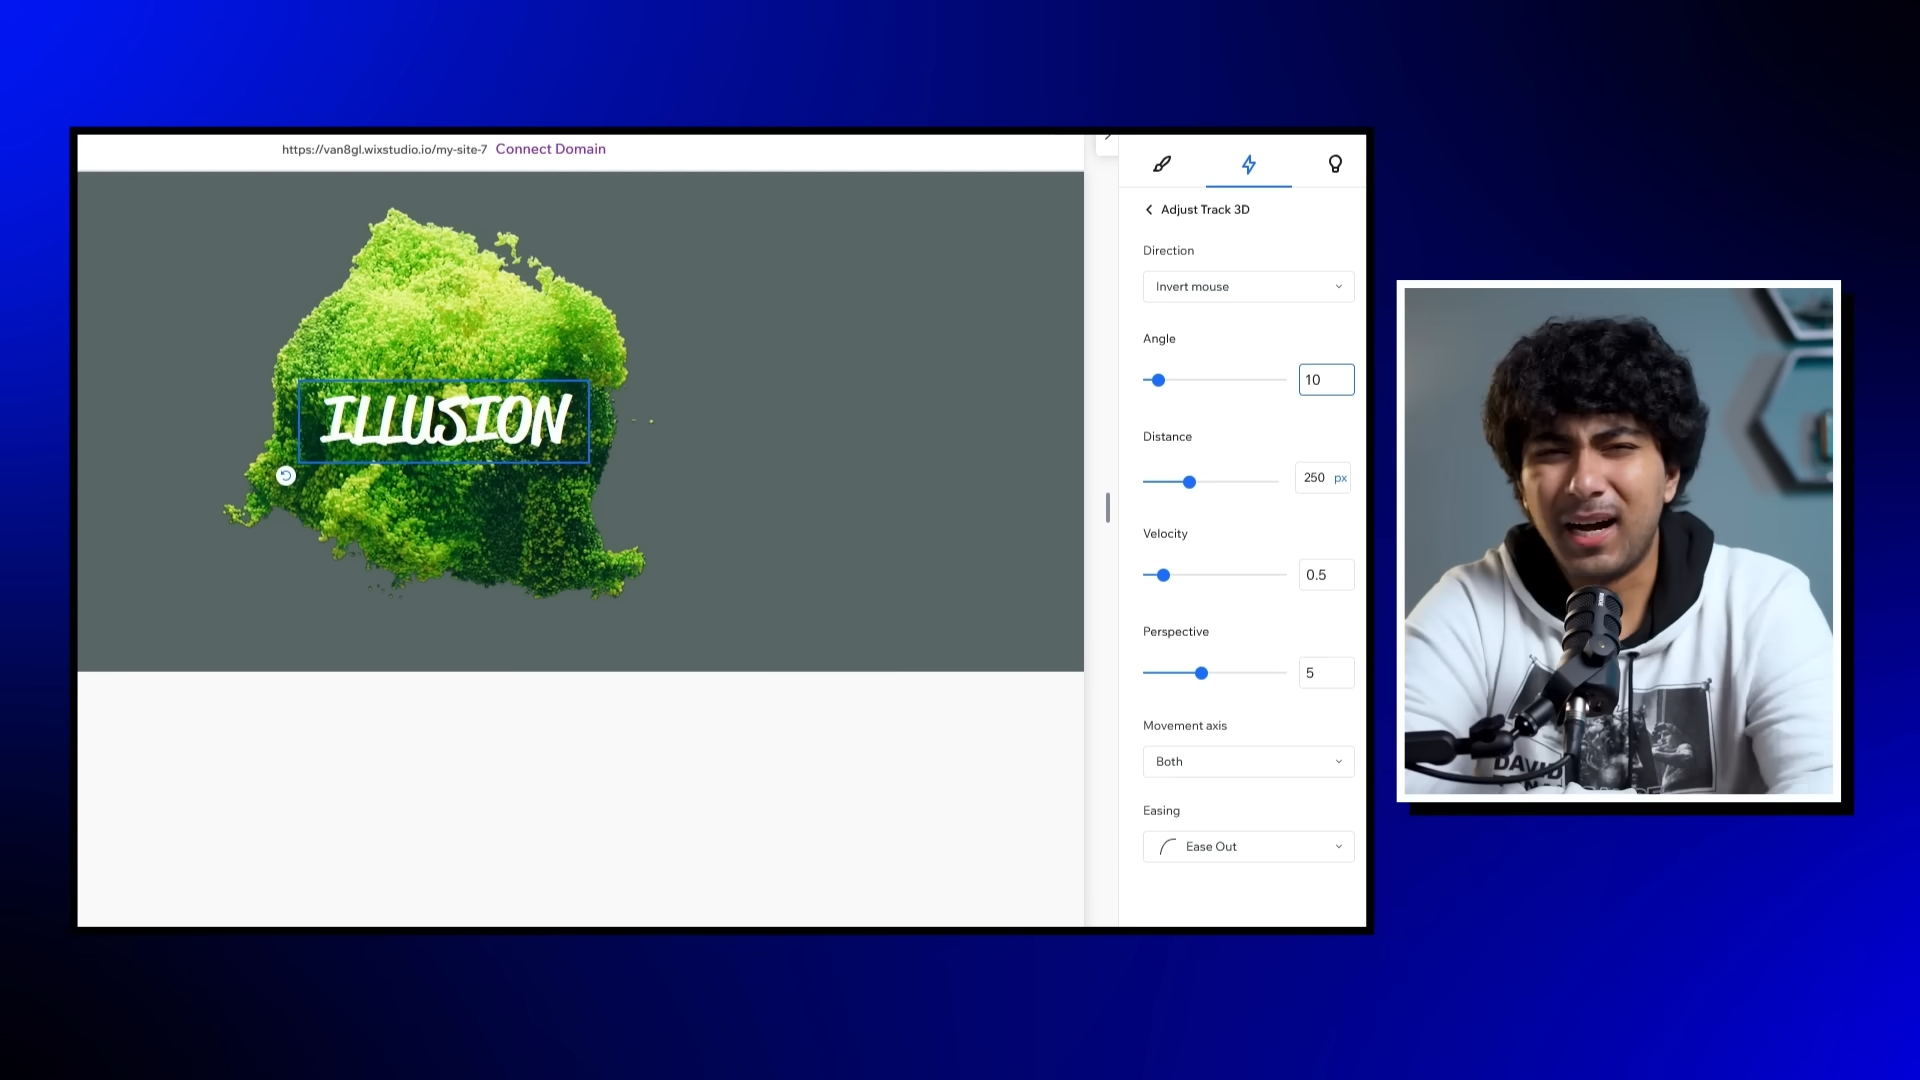 https://van8gl.wixstudio.io/my-site-7 Connect Domain
Adjust Track 3D
Direction
Invert mouse
Angle
10
Distance
250 px
Velocity
0.5
Perspective
5
Movement axis
Both
Easing
Ease Out
ILLUSION
DAVID